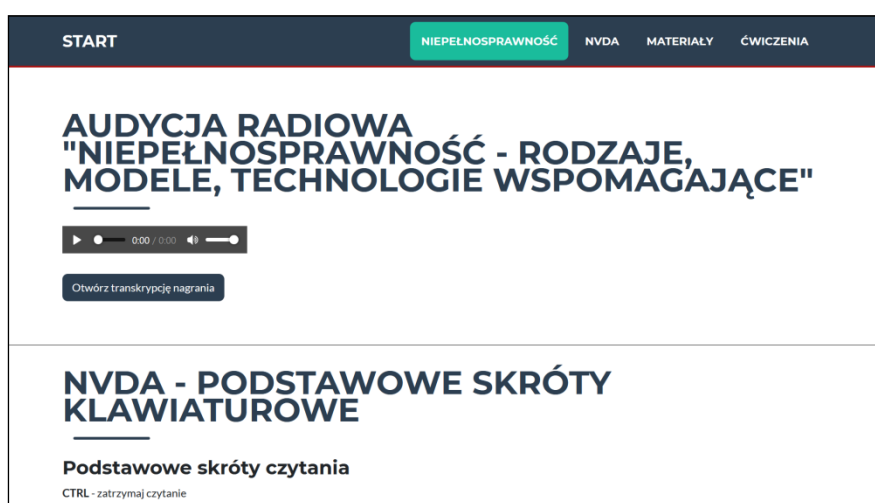 START NIEPEŁNOSPRAWNOŚĆ NVDA MATERIAŁY ĆWICZENIA
AUDYCJA RADIOWA
"NIEPEŁNOSPRAWNOŚĆ - RODZAJE,
MODELE, TECHNOLOGIE WSPOMAGAJĄCE"
0:00 / 0:00
Otwórz transkrypcję nagrania
NVDA - PODSTAWOWE SKRÓTY
KLAWIATUROWE
Podstawowe skróty czytania
CTRL - zatrzymaj czytanie